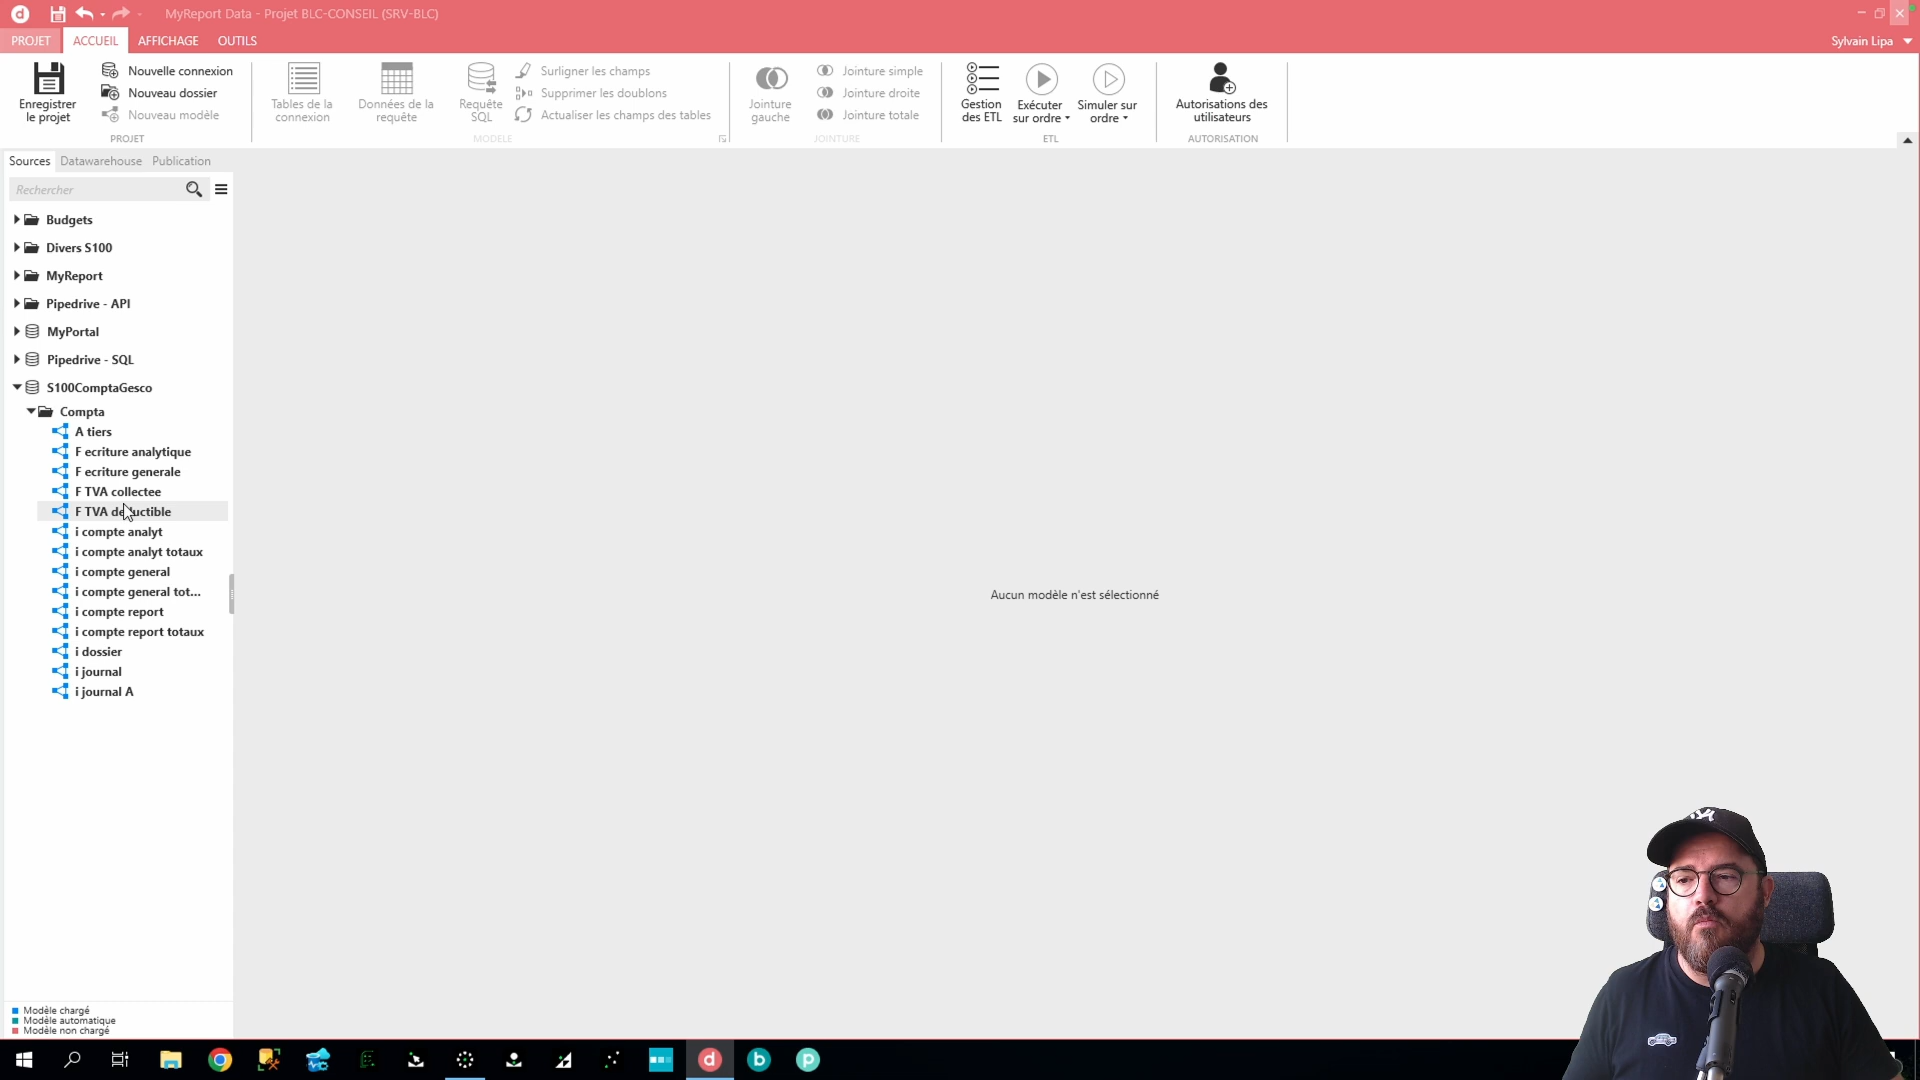 MyReport Data - Projet BLC-CONSEIL (SRV-BLC)
PROJET ACCUEIL AFFICHAGE OUTILS
Sylvain Lipa
Enregistrer le projet
Nouvelle connexion
Nouveau dossier
Nouveau modèle
PROJET
Tables de la connexion
Données de la requête
Requête SQL
Surligner les champs
Supprimer les doublons
Actualiser les champs des tables
MODELE
Jointure gauche
Jointure simple
Jointure droite
Jointure totale
JOINTURE
Gestion des ETL
Exécuter sur ordre
Simuler sur ordre
ETL
Autorisations des utilisateurs
AUTORISATION
Sources Datawarehouse Publication
Rechercher
Budgets
Divers S100
MyReport
Pipedrive - API
MyPortal
Pipedrive - SQL
S100ComptaGesco
Compta
A tiers
F ecriture analytique
F ecriture generale
F TVA collectee
F TVA deductible
i compte analyt
i compte analyt totaux
i compte general
i compte general tot...
i compte report
i compte report totaux
i dossier
i journal
i journal A
Aucun modèle n'est sélectionné
Modèle chargé
Modèle automatique
Modèle non chargé